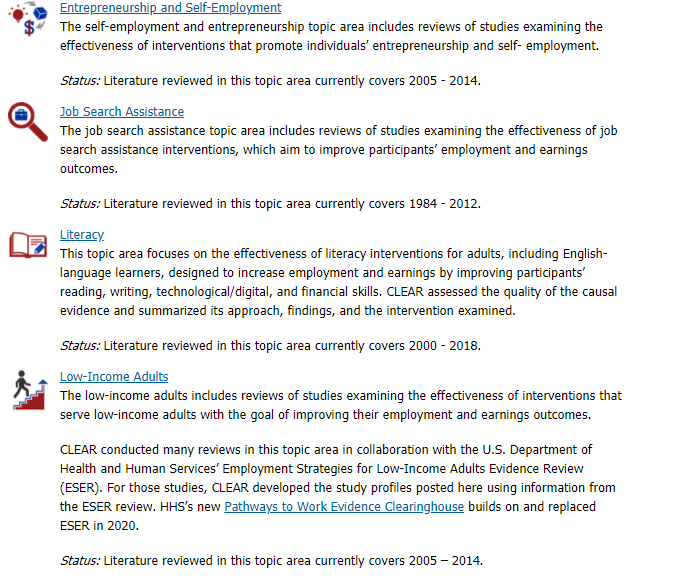 Entrepreneurship and Self-Employment
The self-employment and entrepreneurship topic area includes reviews of studies examining the
effectiveness of interventions that promote individuals’ entrepreneurship and self- employment.
Status: Literature reviewed in this topic area currently covers 2005 - 2014.
Job Search Assistance
The job search assistance topic area includes reviews of studies examining the effectiveness of job
search assistance interventions, which aim to improve participants’ employment and earnings
outcomes.
Status: Literature reviewed in this topic area currently covers 1984 - 2012.
Literacy
This topic area focuses on the effectiveness of literacy interventions for adults, including English-
language learners, designed to increase employment and earnings by improving participants’
reading, writing, technological/digital, and financial skills. CLEAR assessed the quality of the causal
evidence and summarized its approach, findings, and the intervention examined.
Status: Literature reviewed in this topic area currently covers 2000 - 2018.
Low-Income Adults
The low-income adults includes reviews of studies examining the effectiveness of interventions that
serve low-income adults with the goal of improving their employment and earnings outcomes.
CLEAR conducted many reviews in this topic area in collaboration with the U.S. Department of
Health and Human Services’ Employment Strategies for Low-Income Adults Evidence Review
(ESER). For those studies, CLEAR developed the study profiles posted here using information from
the ESER review. HHS’s new Pathways to Work Evidence Clearinghouse builds on and replaced
ESER in 2020.
Status: Literature reviewed in this topic area currently covers 2005 – 2014.